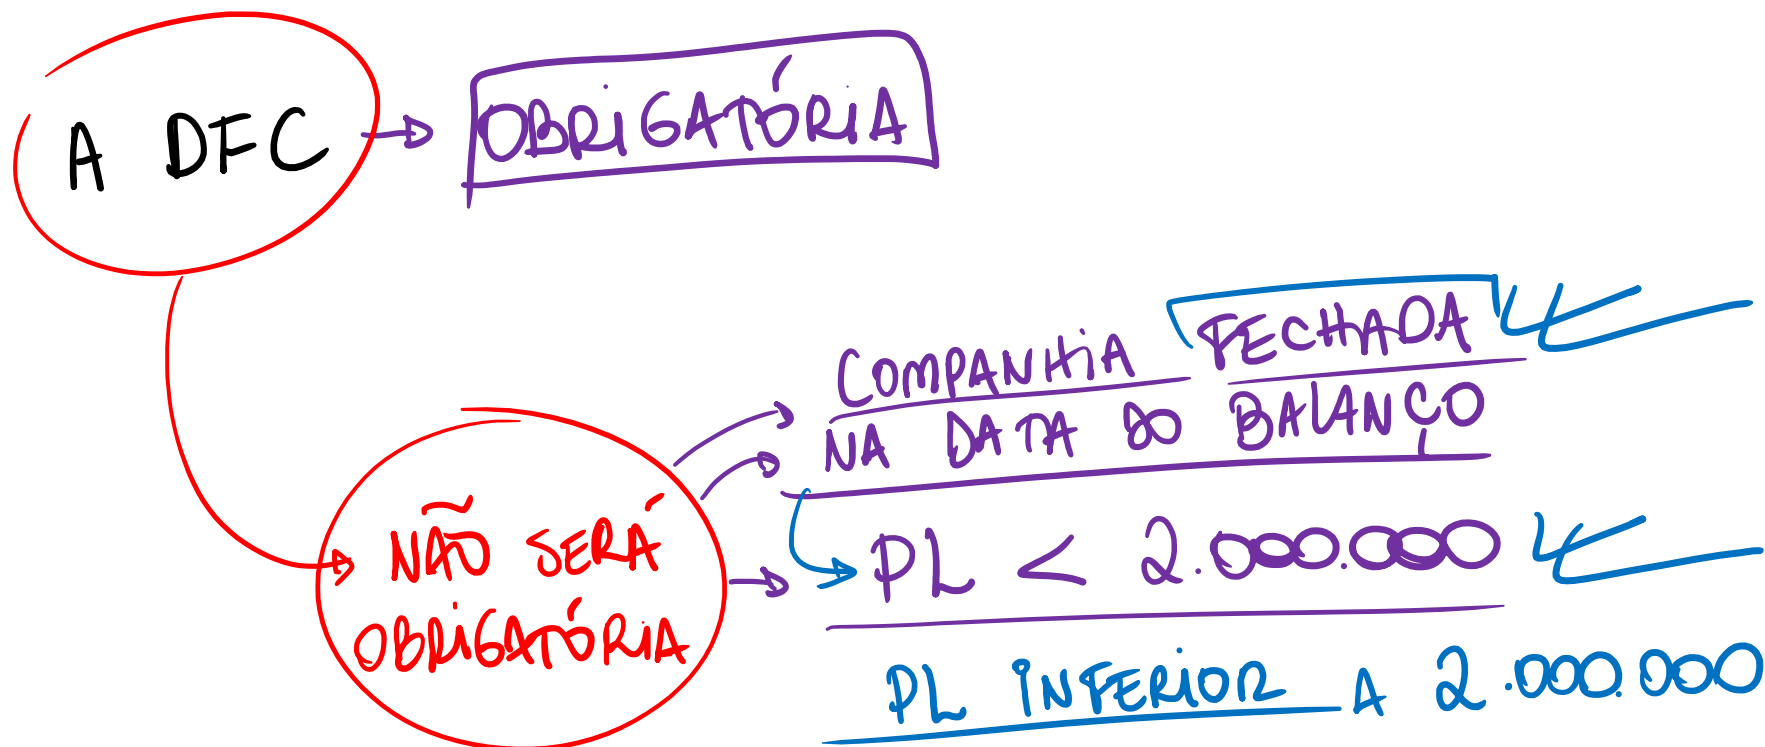 A DFC
OBRIGATÓRIA
COMPANHIA FECHADA
NA DATA DO BALANÇO
NÃO SERÁ
OBRIGATÓRIA
PL < 2.000.000
PL INFERIOR A 2.000.000